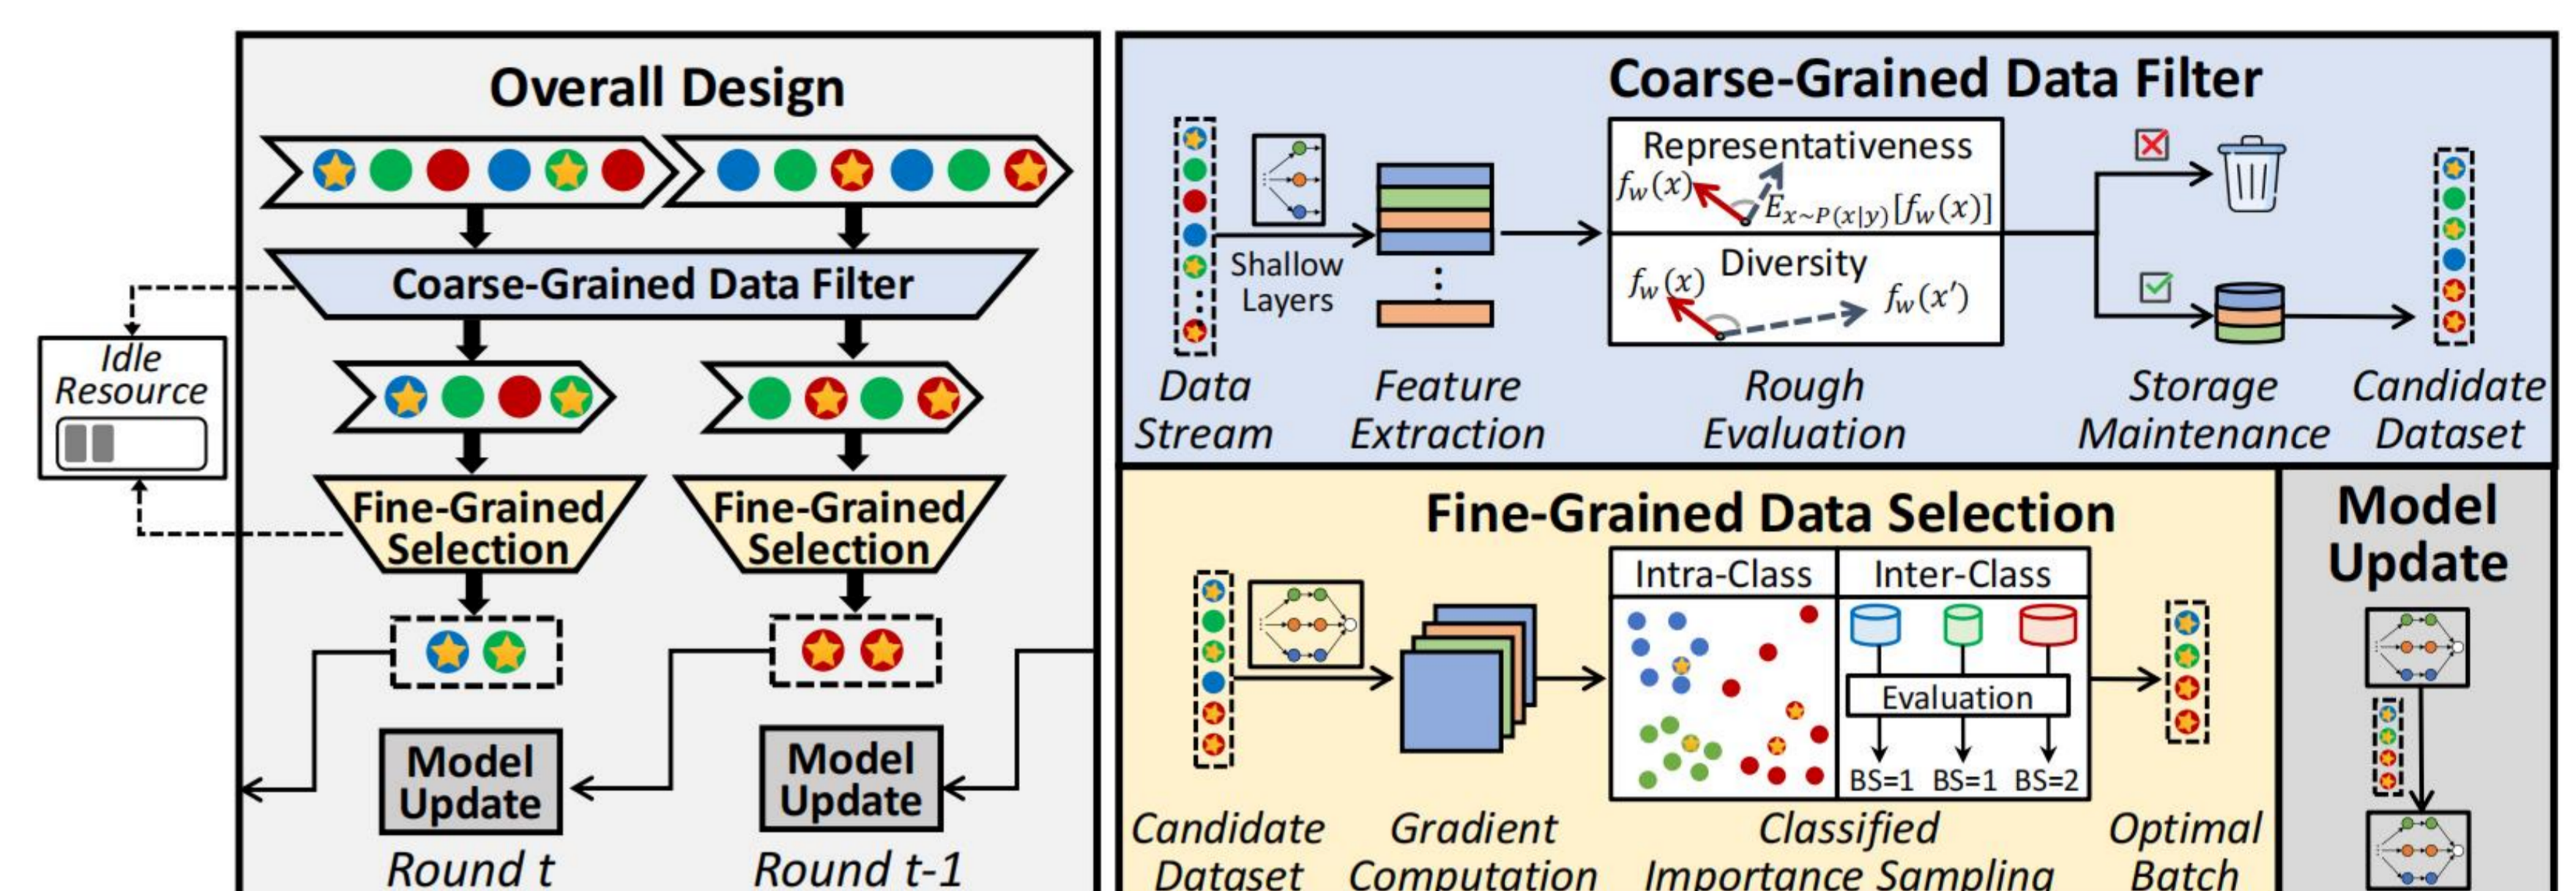 Overall Design
Coarse-Grained Data Filter
Idle
Resource
Fine-Grained
Selection
Fine-Grained
Selection
Model
Update
Model
Update
Round t
Round t-1
Coarse-Grained Data Filter
Shallow
Layers
Representativeness
f_w(x)
E_{x~P(x|y)}[f_w(x)]
Diversity
f_w(x)
f_w(x′)
Data
Stream
Feature
Extraction
Rough
Evaluation
Storage
Maintenance
Candidate
Dataset
Fine-Grained Data Selection
Intra-Class
Inter-Class
Evaluation
BS=1 BS=1 BS=2
Candidate
Dataset
Gradient
Computation
Classified
Importance Sampling
Optimal
Batch
Model
Update